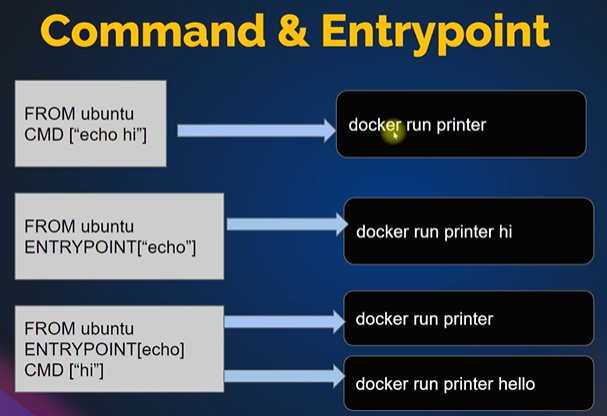 Command & Entrypoint
FROM ubuntu
CMD [“echo hi”]
docker run printer
FROM ubuntu
ENTRYPOINT[“echo”]
docker run printer hi
FROM ubuntu
ENTRYPOINT[echo]
CMD [“hi”]
docker run printer
docker run printer hello